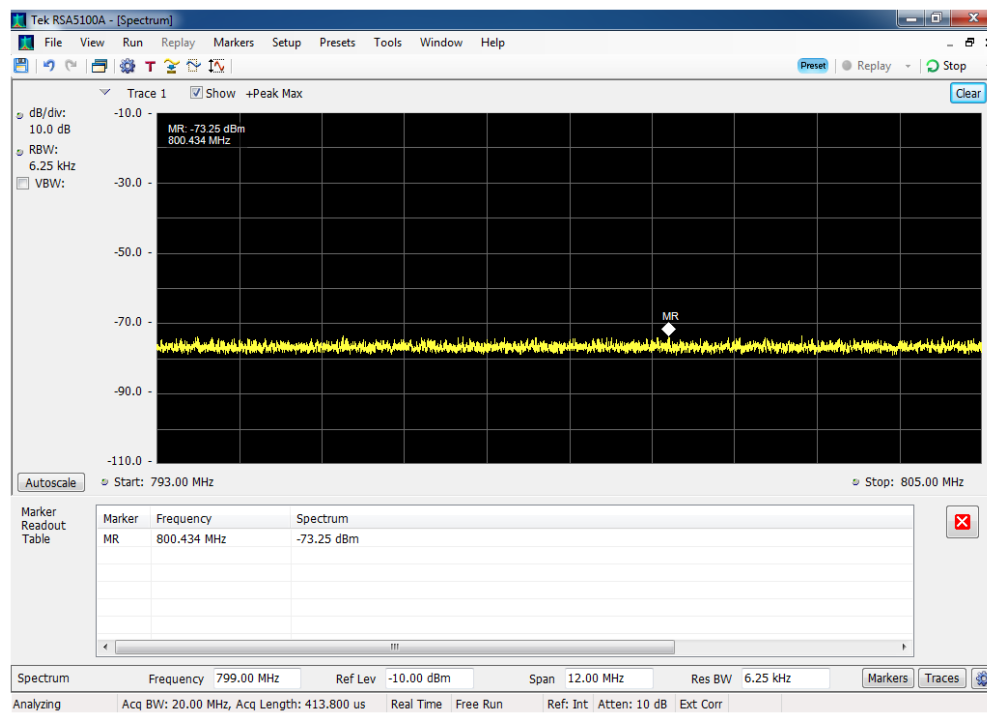 Tek RSA5100A - [Spectrum]
File View Run Replay Markers Setup Presets Tools Window Help
T Preset Replay Stop
Trace 1 Show +Peak Max Clear
dB/div:
10.0 dB
RBW:
6.25 kHz
VBW:
-10.0
-30.0
-50.0
-70.0
-90.0
-110.0
MR: -73.25 dBm
800.434 MHz
MR
Autoscale Start: 793.00 MHz Stop: 805.00 MHz
Marker
Readout
Table
Marker Frequency Spectrum
MR 800.434 MHz -73.25 dBm
Spectrum Frequency 799.00 MHz Ref Lev -10.00 dBm Span 12.00 MHz Res BW 6.25 kHz Markers Traces
Analyzing Acq BW: 20.00 MHz, Acq Length: 413.800 us Real Time Free Run Ref: Int Atten: 10 dB Ext Corr